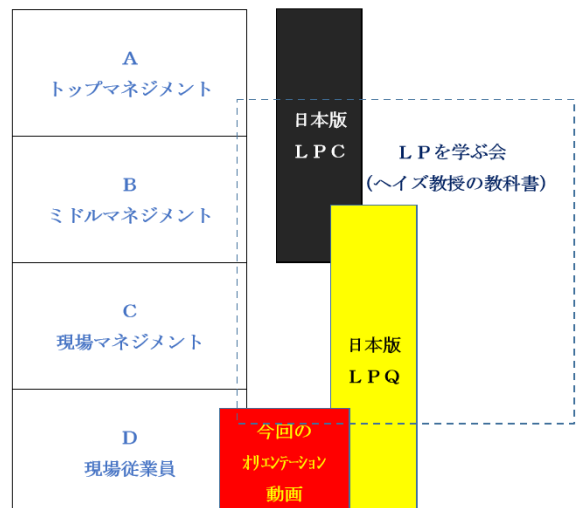 A
トップマネジメント
日本版
ＬＰＣ
ＬＰを学ぶ会
(ヘイズ教授の教科書)
B
ミドルマネジメント
C
現場マネジメント
日本版
ＬＰＱ
D
現場従業員
今回の
ｵﾘｴﾝﾃｰｼｮﾝ
動画